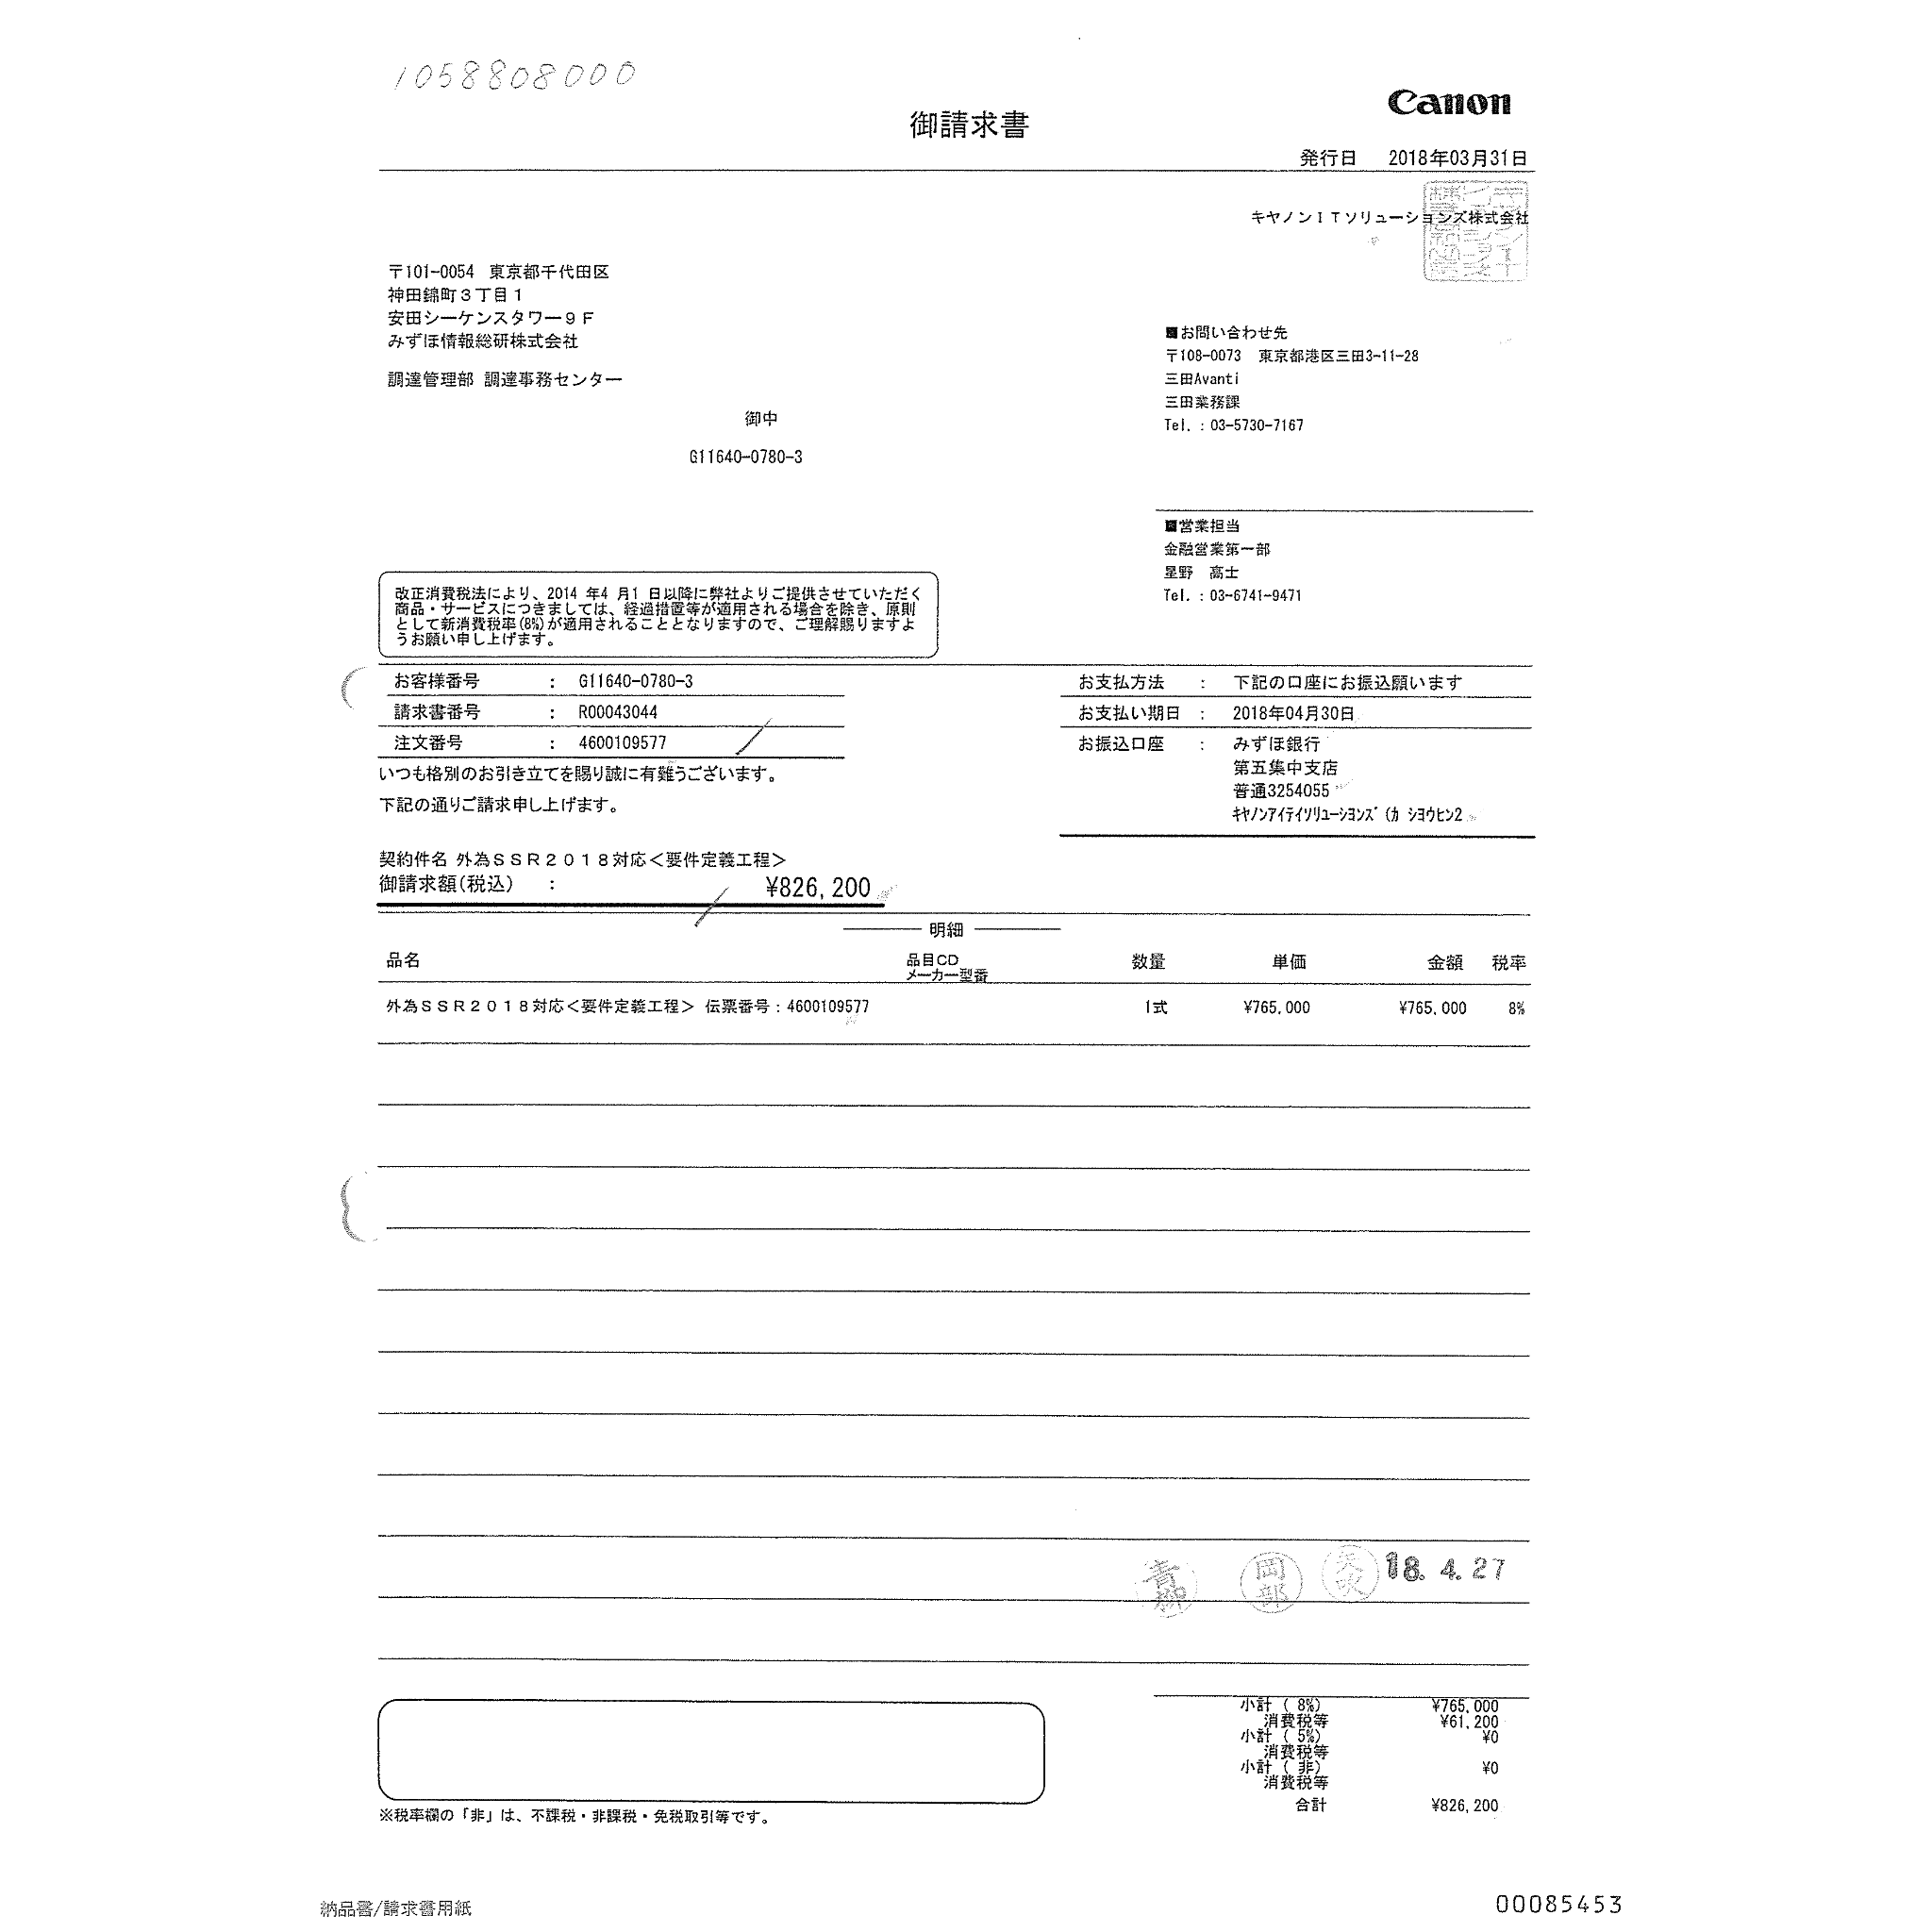 1058808000
Canon
御請求書
発行日 2018年03月31日
キヤノンITソリューションズ株式会社
〒101-0054 東京都千代田区
神田錦町3丁目1
安田シーケンスタワー9F
みずほ情報総研株式会社
調達管理部 調達事務センター
御中
G11640-0780-3
■お問い合わせ先
〒108-0073 東京都港区三田3-11-28
三田Avanti
三田業務課
Tel. : 03-5730-7167
■営業担当
金融営業第一部
星野 高士
Tel. : 03-6741-9471
改正消費税法により、2014 年4 月1 日以降に弊社よりご提供させていただく
商品・サービスにつきましては、経過措置等が適用される場合を除き、原則
として新消費税率(8%)が適用されることとなりますので、ご理解賜りますよ
うお願い申し上げます。
お客様番号 : G11640-0780-3
請求書番号 : R00043044
注文番号 : 4600109577
いつも格別のお引き立てを賜り誠に有難うございます。
下記の通りご請求申し上げます。
お支払方法 : 下記の口座にお振込願います
お支払い期日 : 2018年04月30日
お振込口座 : みずほ銀行
第五集中支店
普通3254055
ｷﾔﾉﾝｱｲﾃｲｿﾘﾕｰｼﾖﾝｽﾞ(ｶ ｼﾖｳﾋﾝ2
契約件名 外為SSR2018対応＜要件定義工程＞
御請求額(税込) : ¥826,200
明細
品名 品目CD 数量 単価 金額 税率
メーカー型番
外為SSR2018対応＜要件定義工程＞ 伝票番号：4600109577 1式 ¥765,000 ¥765,000 8%
青柳 岡部 矢吹 18.4.27
小計 ( 8%) ¥765,000
消費税等 ¥61,200
小計 ( 5%) ¥0
消費税等
小計 ( 非) ¥0
消費税等
合計 ¥826,200
※税率欄の「非」は、不課税・非課税・免税取引等です。
納品書/請求書用紙
00085453